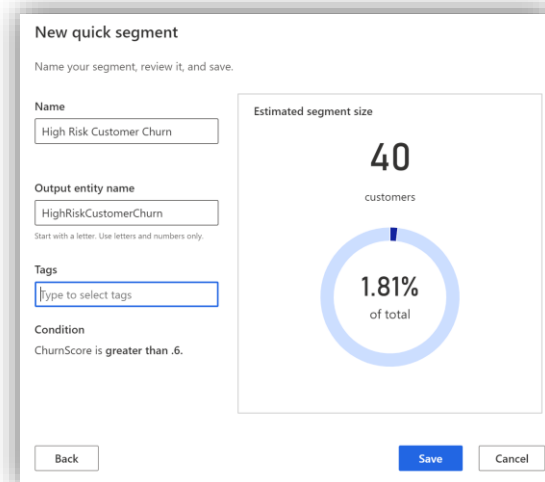 New quick segment
Name your segment, review it, and save.
Name
High Risk Customer Churn
Output entity name
HighRiskCustomerChurn
Start with a letter. Use letters and numbers only.
Tags
Type to select tags
Condition
ChurnScore is greater than .6.
Estimated segment size
40
customers
1.81%
of total
Back
Save
Cancel